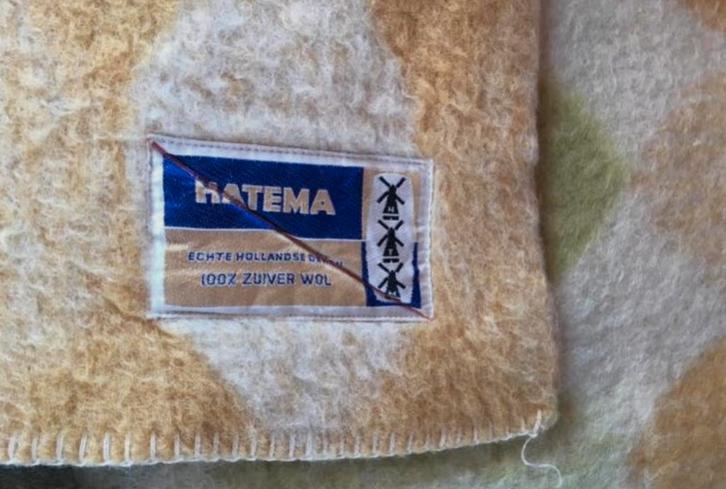 HATEMA
ECHTE HOLLANDSE
100% ZUIVER WOL